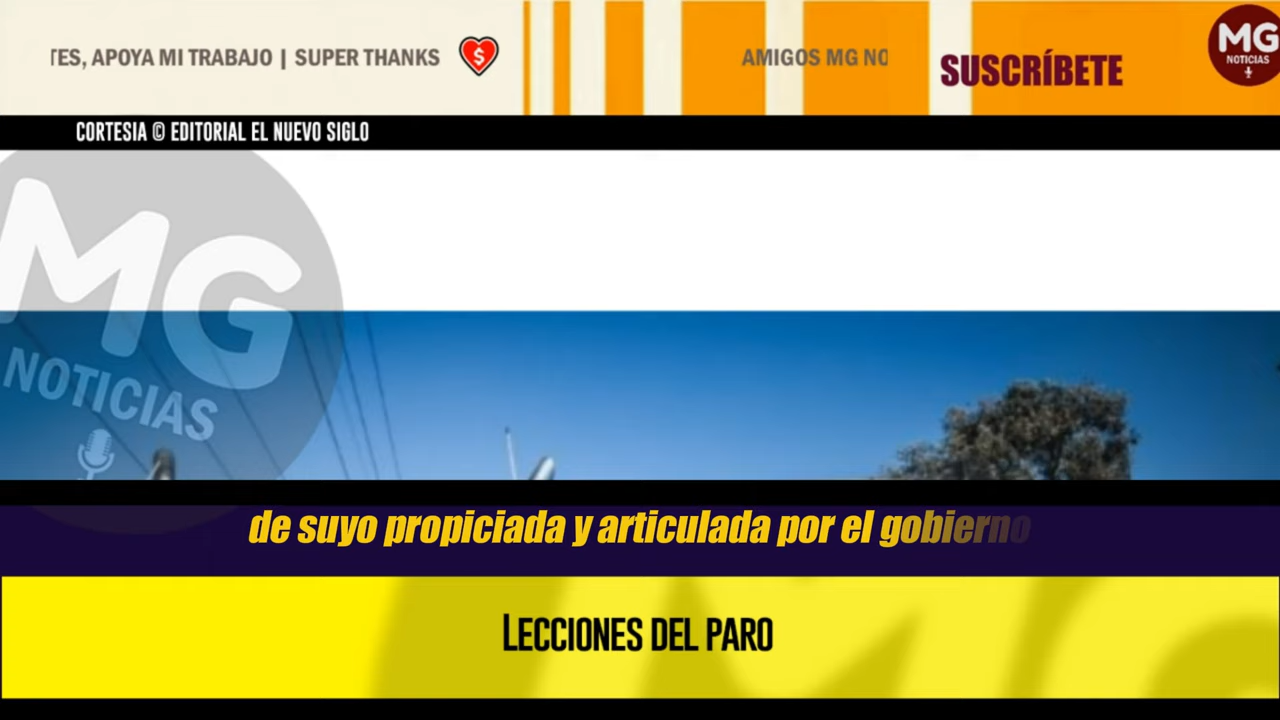 TES, APOYA MI TRABAJO | SUPER THANKS
$
AMIGOS MG NO
SUSCRÍBETE
MG
NOTICIAS
CORTESIA © EDITORIAL EL NUEVO SIGLO
MG
NOTICIAS
de suyo propiciada y articulada por el gobierno
LECCIONES DEL PARO